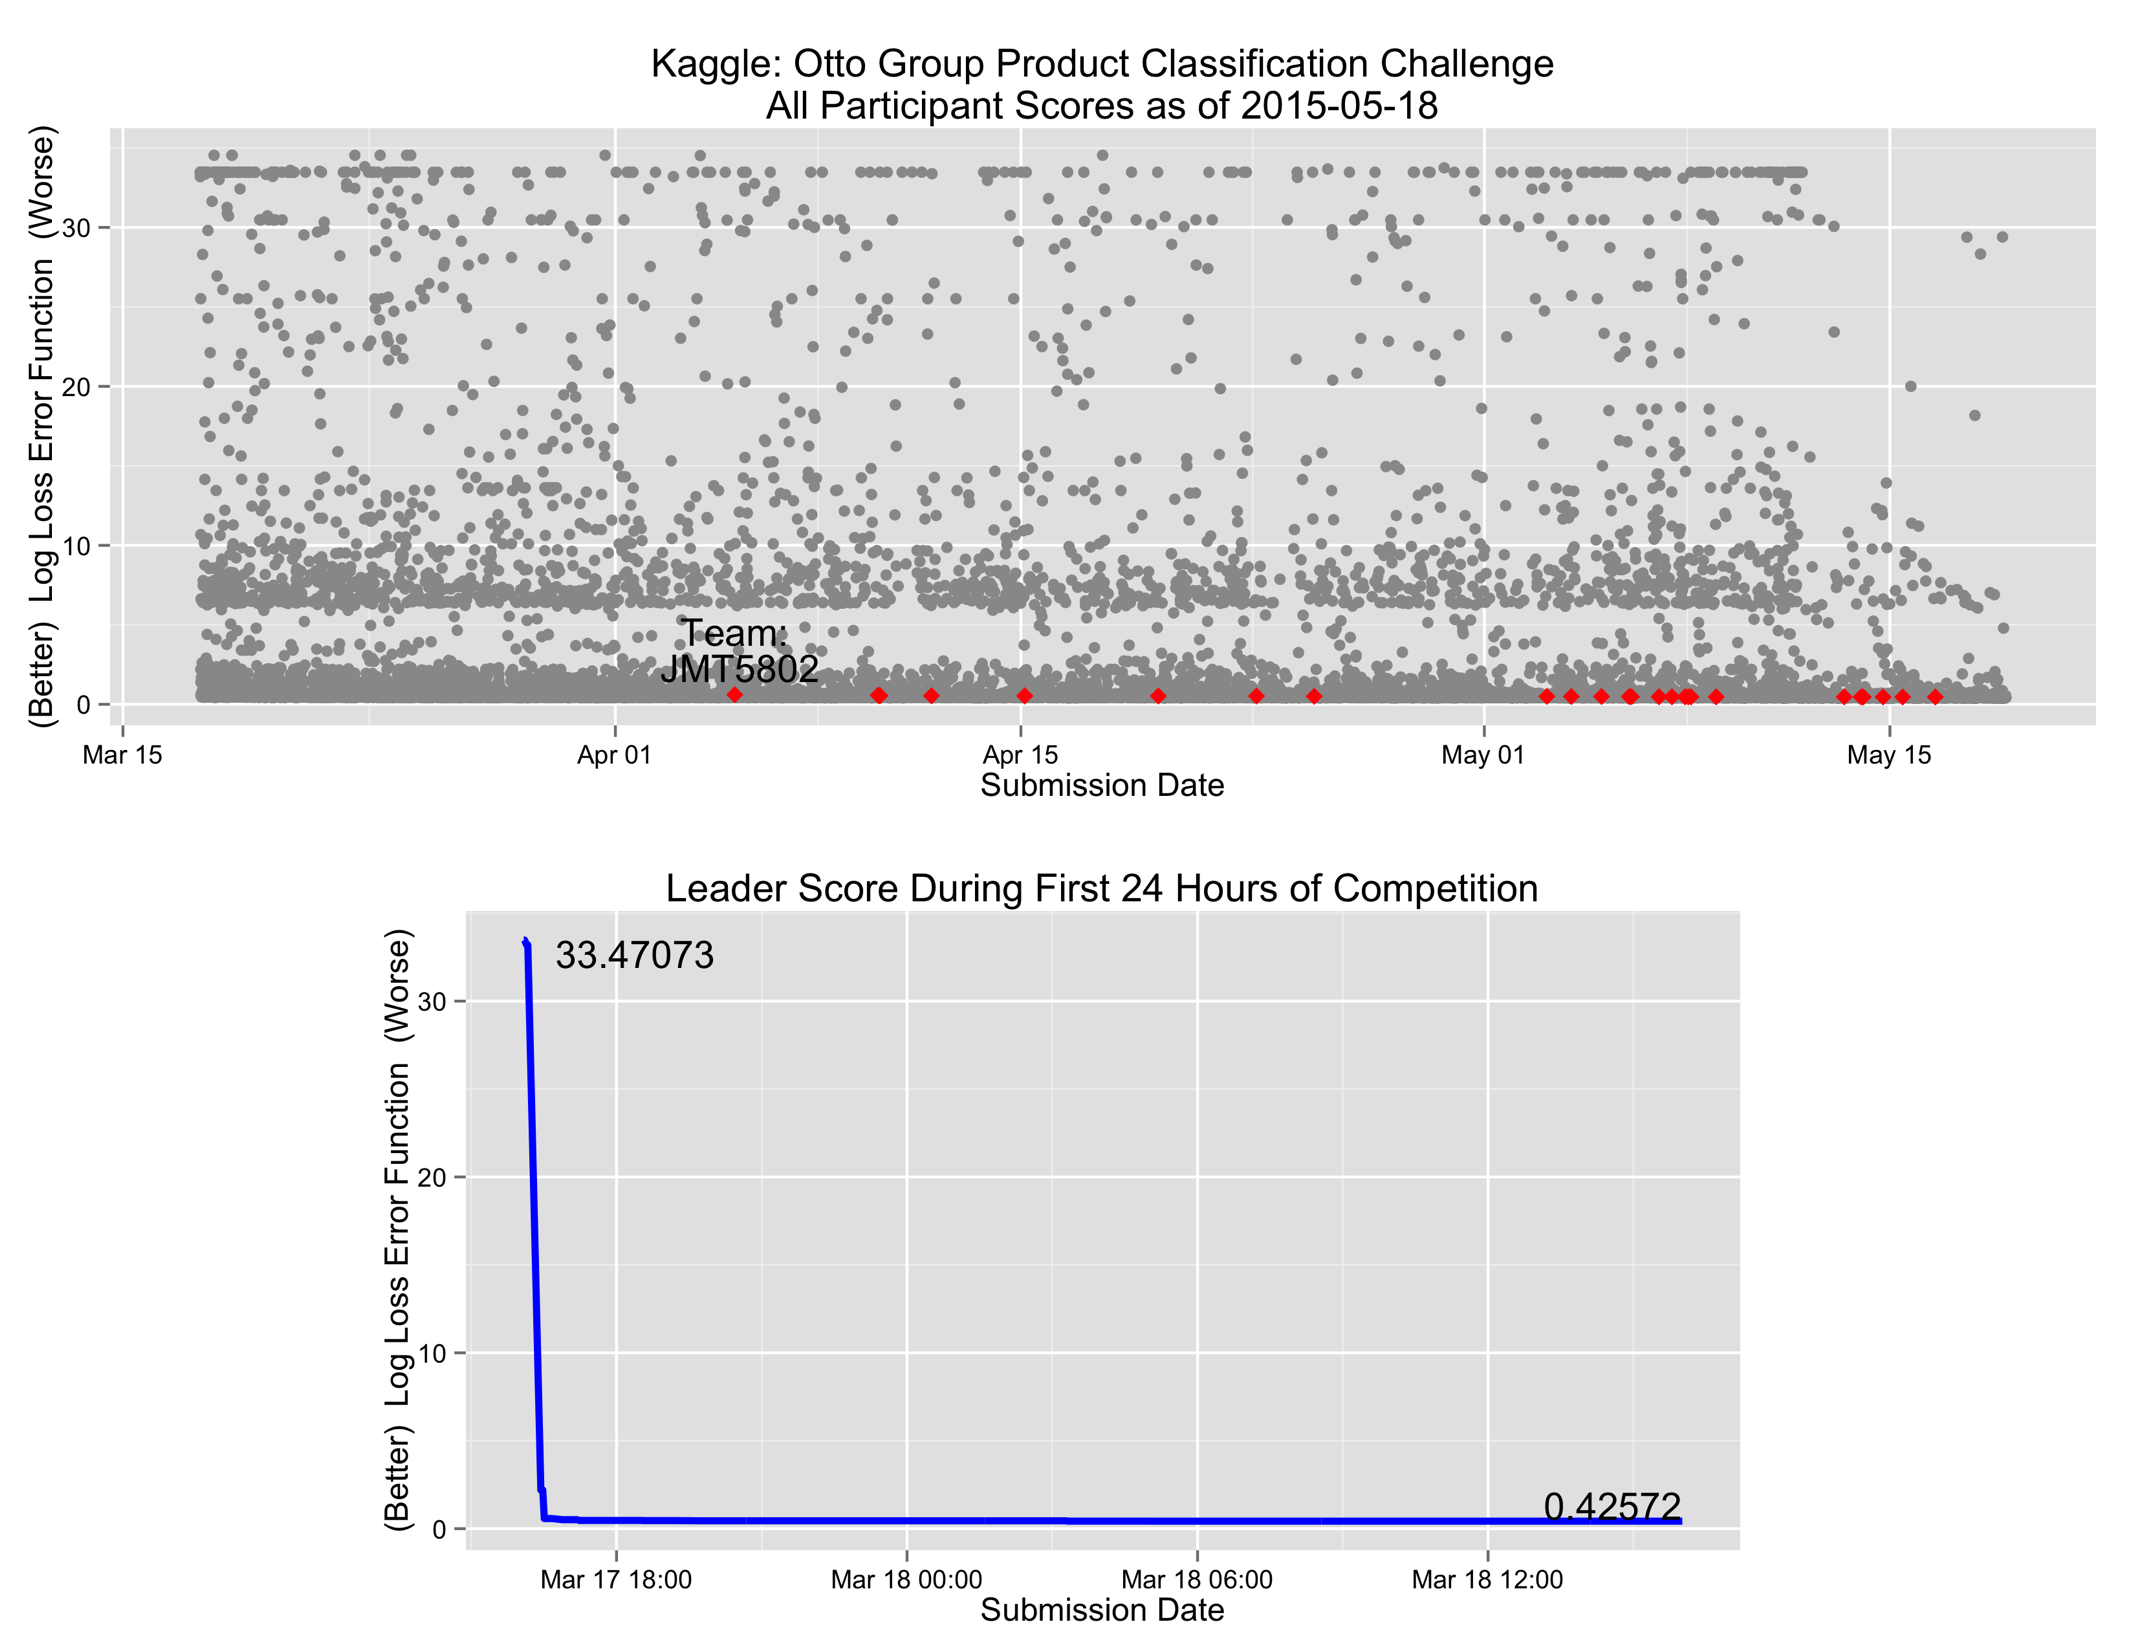 Kaggle: Otto Group Product Classification Challenge
All Participant Scores as of 2015-05-18
(Better)  Log Loss Error Function  (Worse)
30
20
10
0
Team:
JMT5802
Mar 15
Apr 01
Apr 15
May 01
May 15
Submission Date
Leader Score During First 24 Hours of Competition
(Better)  Log Loss Error Function  (Worse)
33.47073
30
20
10
0
0.42572
Mar 17 18:00
Mar 18 00:00
Mar 18 06:00
Mar 18 12:00
Submission Date